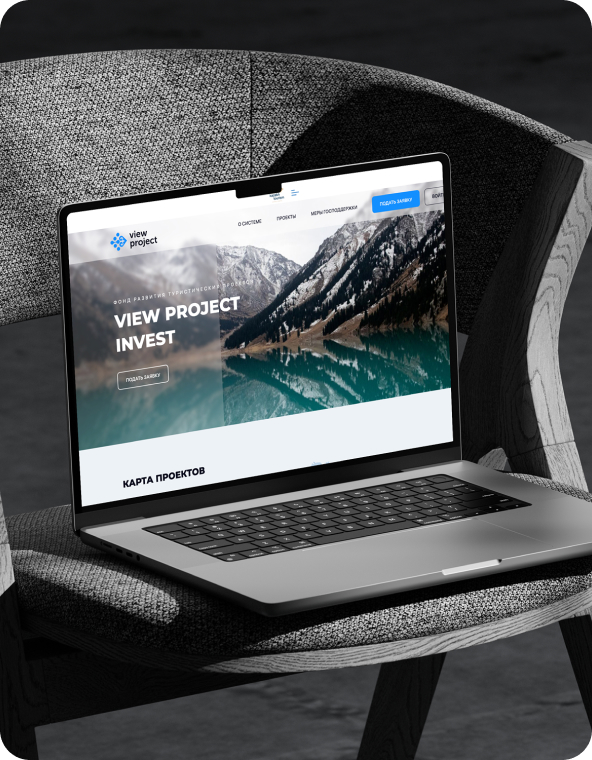 view
project
О СИСТЕМЕ
ПРОЕКТЫ
МЕРЫ ГОСПОДДЕРЖКИ
ПОДАТЬ ЗАЯВКУ
ФОНД РАЗВИТИЯ ТУРИСТИЧЕСКИХ ПРОЕКТОВ
VIEW PROJECT
INVEST
ПОДАТЬ ЗАЯВКУ
КАРТА ПРОЕКТОВ